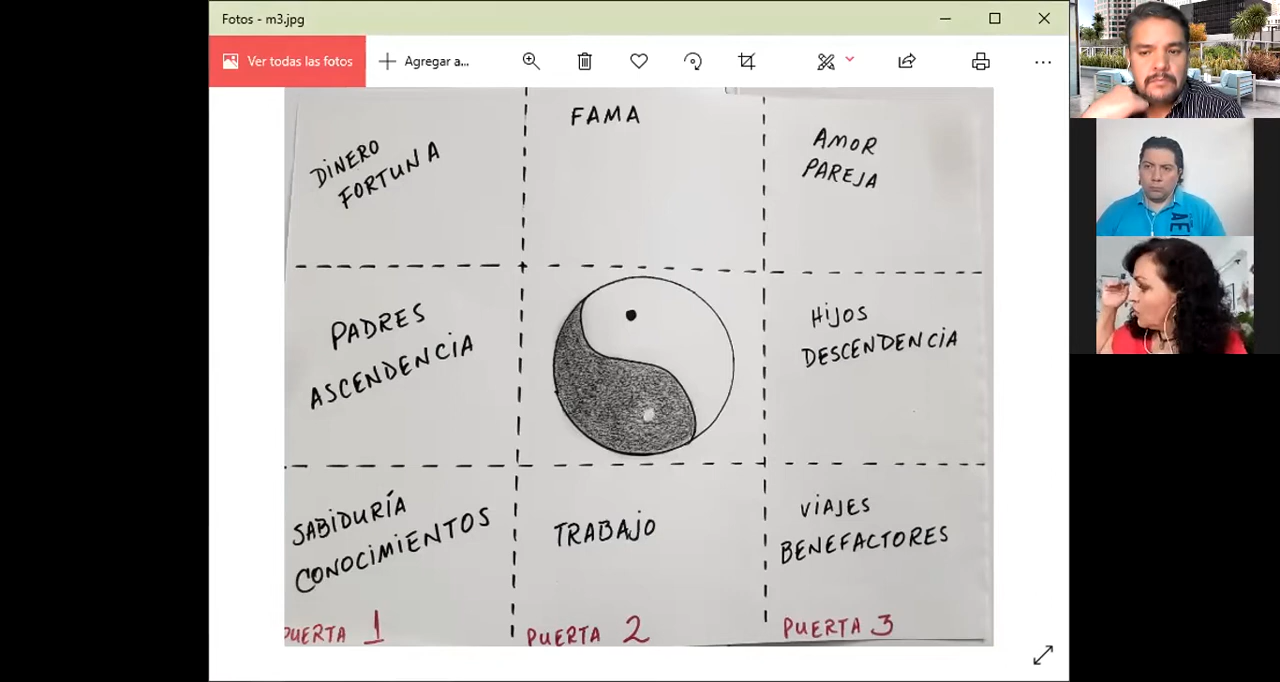 Fotos - m3.jpg
Ver todas las fotos
Agregar a...
DINERO
FORTUNA
FAMA
AMOR
PAREJA
PADRES
ASCENDENCIA
HIJOS
DESCENDENCIA
SABIDURÍA
CONOCIMIENTOS
TRABAJO
VIAJES
BENEFACTORES
PUERTA 1
PUERTA 2
PUERTA 3
AÉ